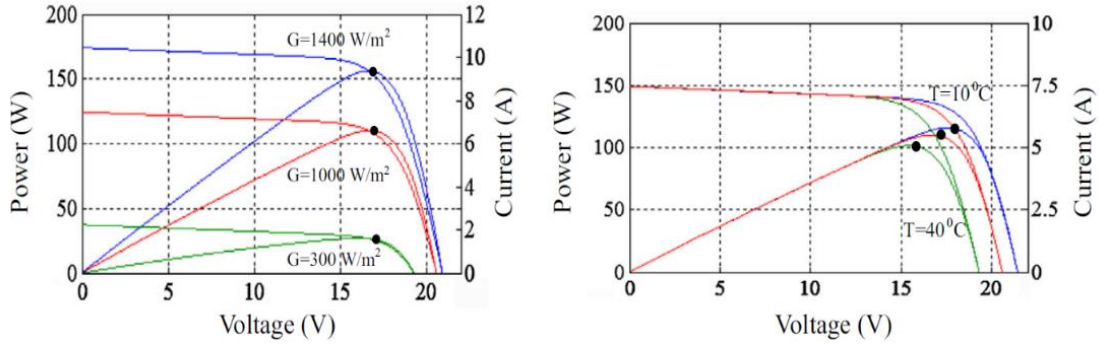 200
150
100
50
0
Power (W)
0 5 10 15 20
Voltage (V)
12
10
8
6
4
2
0
Current (A)
G=1400 W/m²
G=1000 W/m²
G=300 W/m²
200
150
100
50
0
Power (W)
0 5 10 15 20
Voltage (V)
10
7.5
5
2.5
0
Current (A)
T=10⁰C
T=40⁰C